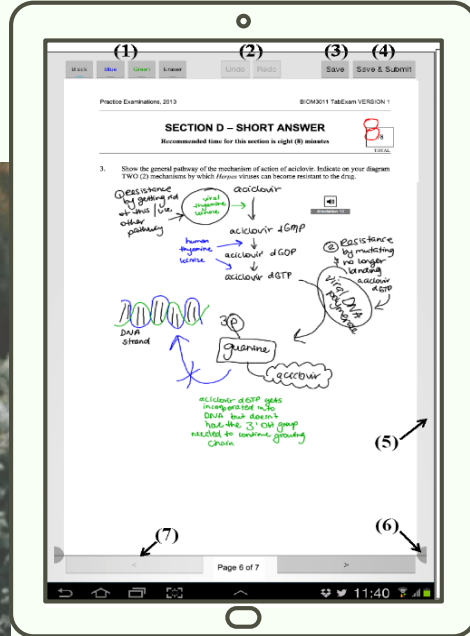 (1)
(2)
(3)
(4)
Black
Blue
Green
Eraser
Undo
Redo
Save
Save & Submit
Practice Examinations, 2013
BIOM3011 TabExam VERSION 1
SECTION D – SHORT ANSWER
Recommended time for this section is eight (8) minutes
8
8
TOTAL
3. Show the general pathway of the mechanism of action of aciclovir. Indicate on your diagram
TWO (2) mechanisms by which Herpes viruses can become resistant to the drug.
① Resistance
by getting rid
of this / use
other
pathway
viral
thymine
kinase
aciclovir
aciclovir dGMP
human
thymine
kinase
aciclovir dGDP
aciclovir dGTP
② Resistance
by mutating
no longer
binding
aciclovir
dGTP
viral DNA
polymerase
DNA
strand
3 P
guanine
aciclovir
aciclovir dGTP gets
incorporated into
DNA but doesn't
have the 3' OH group
needed to continue growing
chain
(5)
(6)
(7)
<
Page 6 of 7
>
11:40